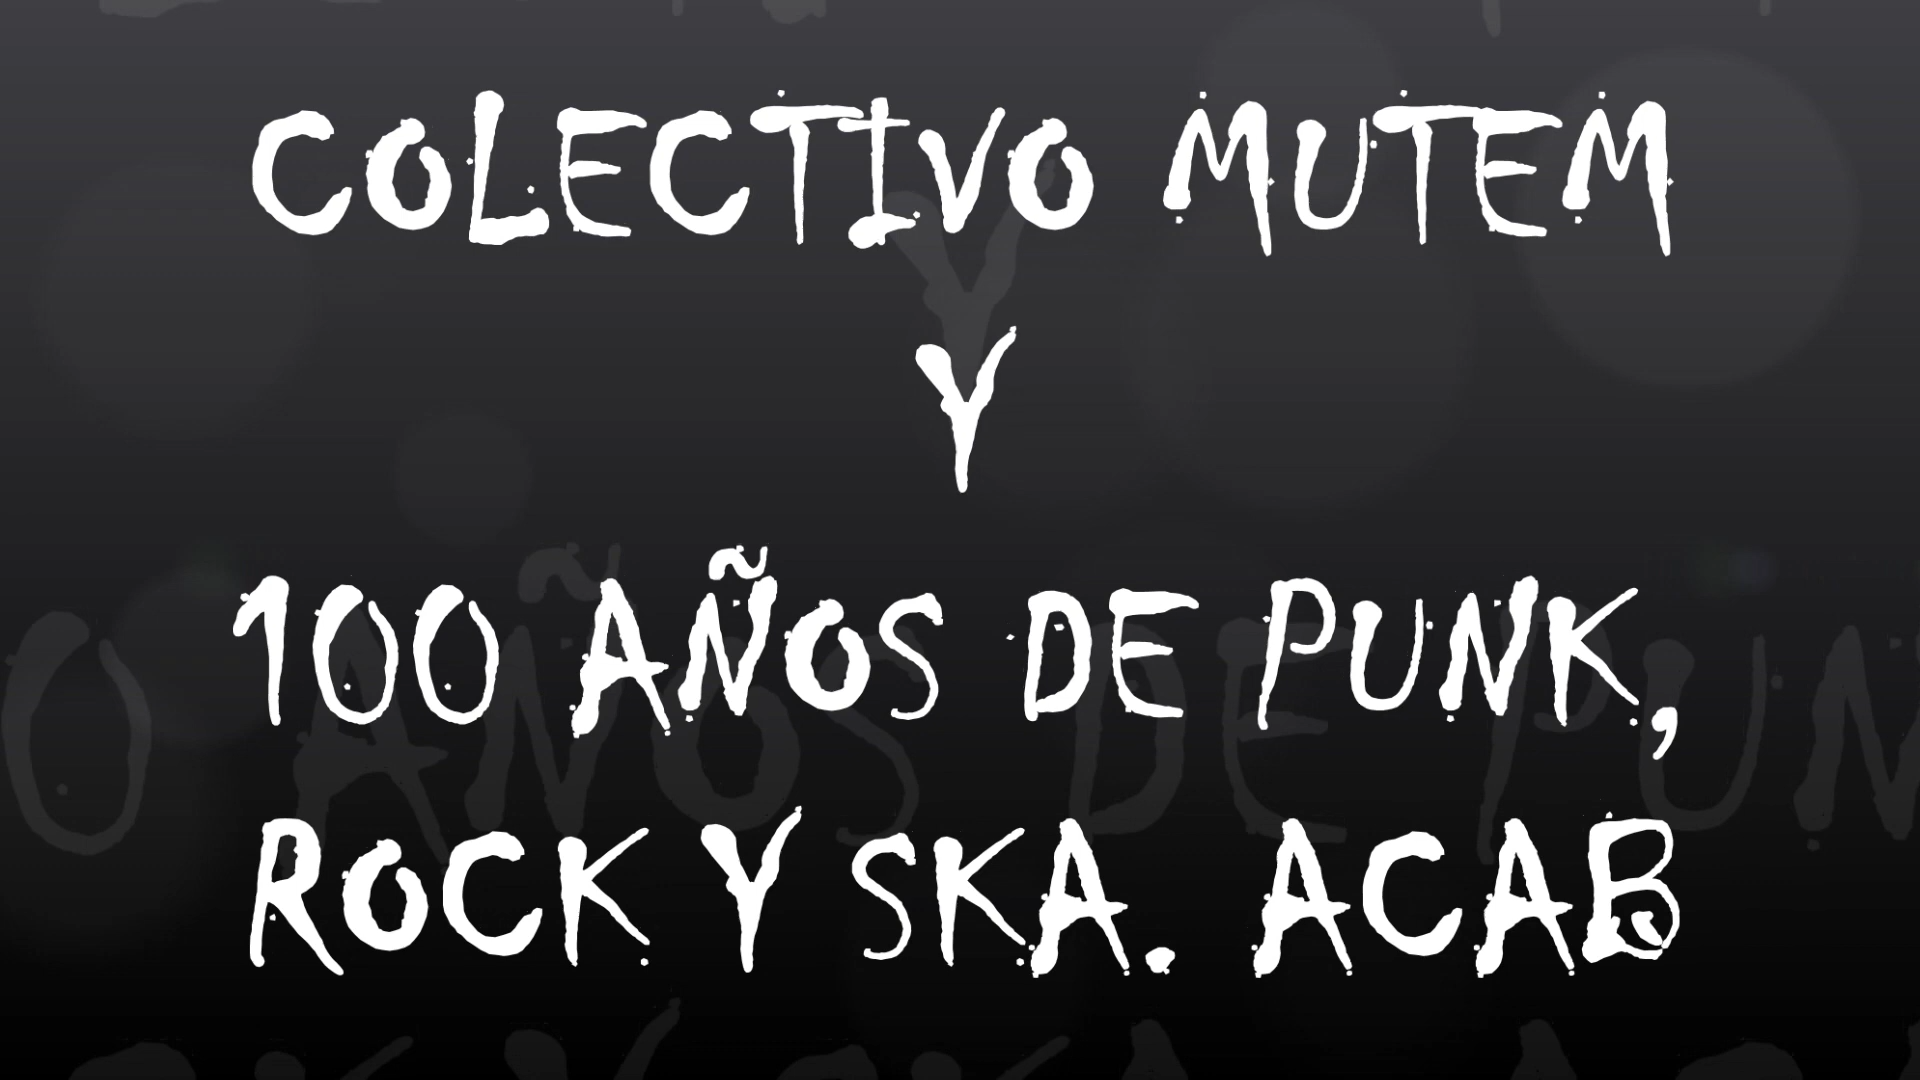 COLECTIVO MUTEM
Y
100 AÑOS DE PUNK,
ROCK Y SKA. ACAB